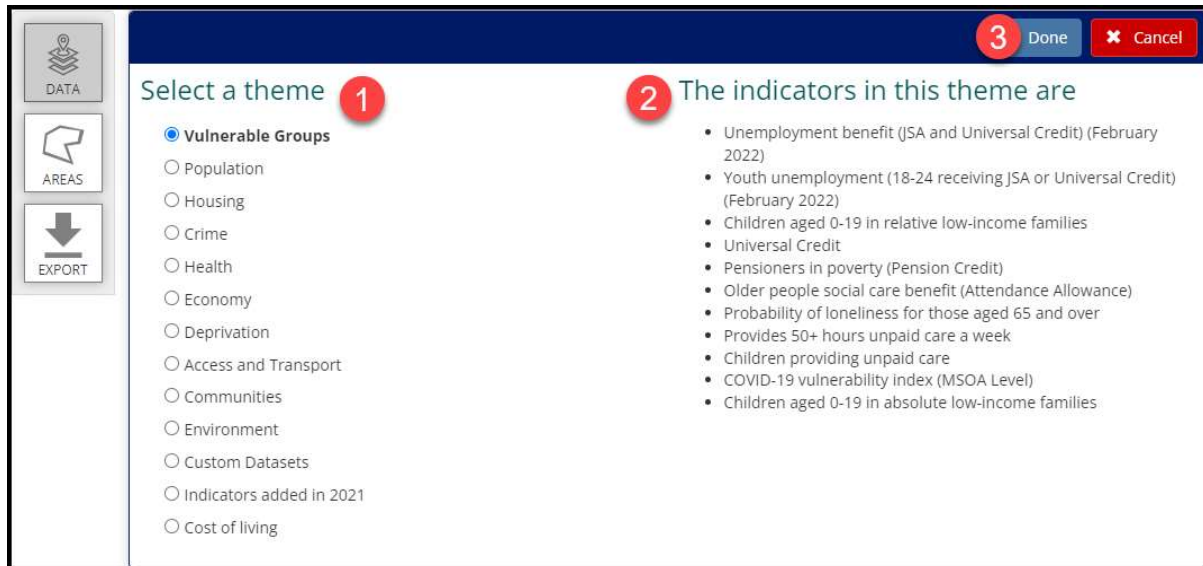 DATA
AREAS
EXPORT
3 Done
✖ Cancel
Select a theme 1
Vulnerable Groups
Population
Housing
Crime
Health
Economy
Deprivation
Access and Transport
Communities
Environment
Custom Datasets
Indicators added in 2021
Cost of living
2 The indicators in this theme are
• Unemployment benefit (JSA and Universal Credit) (February
2022)
• Youth unemployment (18-24 receiving JSA or Universal Credit)
(February 2022)
• Children aged 0-19 in relative low-income families
• Universal Credit
• Pensioners in poverty (Pension Credit)
• Older people social care benefit (Attendance Allowance)
• Probability of loneliness for those aged 65 and over
• Provides 50+ hours unpaid care a week
• Children providing unpaid care
• COVID-19 vulnerability index (MSOA Level)
• Children aged 0-19 in absolute low-income families